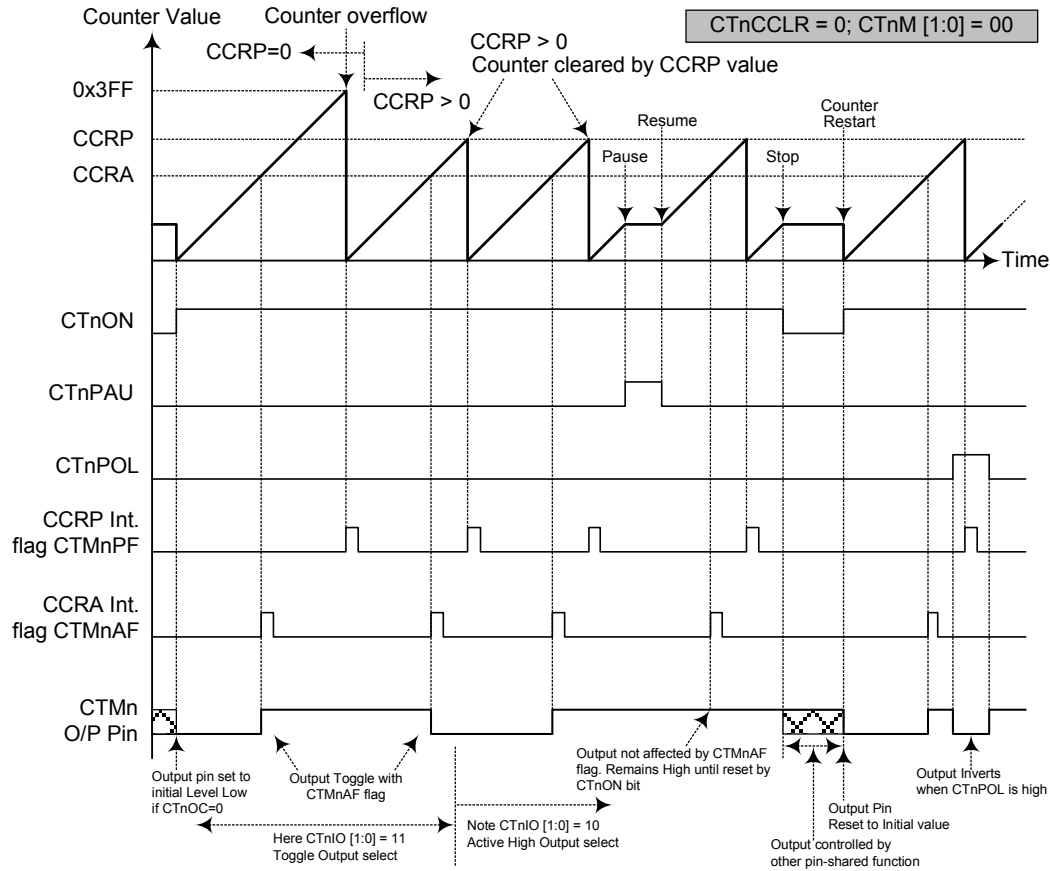 Counter Value
Counter overflow
CTnCCLR = 0; CTnM [1:0] = 00
CCRP=0
CCRP > 0
CCRP > 0
Counter cleared by CCRP value
0x3FF
CCRP
CCRA
Pause
Resume
Stop
Counter
Restart
Time
CTnON
CTnPAU
CTnPOL
CCRP Int.
flag CTMnPF
CCRA Int.
flag CTMnAF
CTMn
O/P Pin
Output pin set to
initial Level Low
if CTnOC=0
Output Toggle with
CTMnAF flag
Output not affected by CTMnAF
flag. Remains High until reset by
CTnON bit
Output Inverts
when CTnPOL is high
Output Pin
Reset to Initial value
Here CTnIO [1:0] = 11
Toggle Output select
Note CTnIO [1:0] = 10
Active High Output select
Output controlled by
other pin-shared function